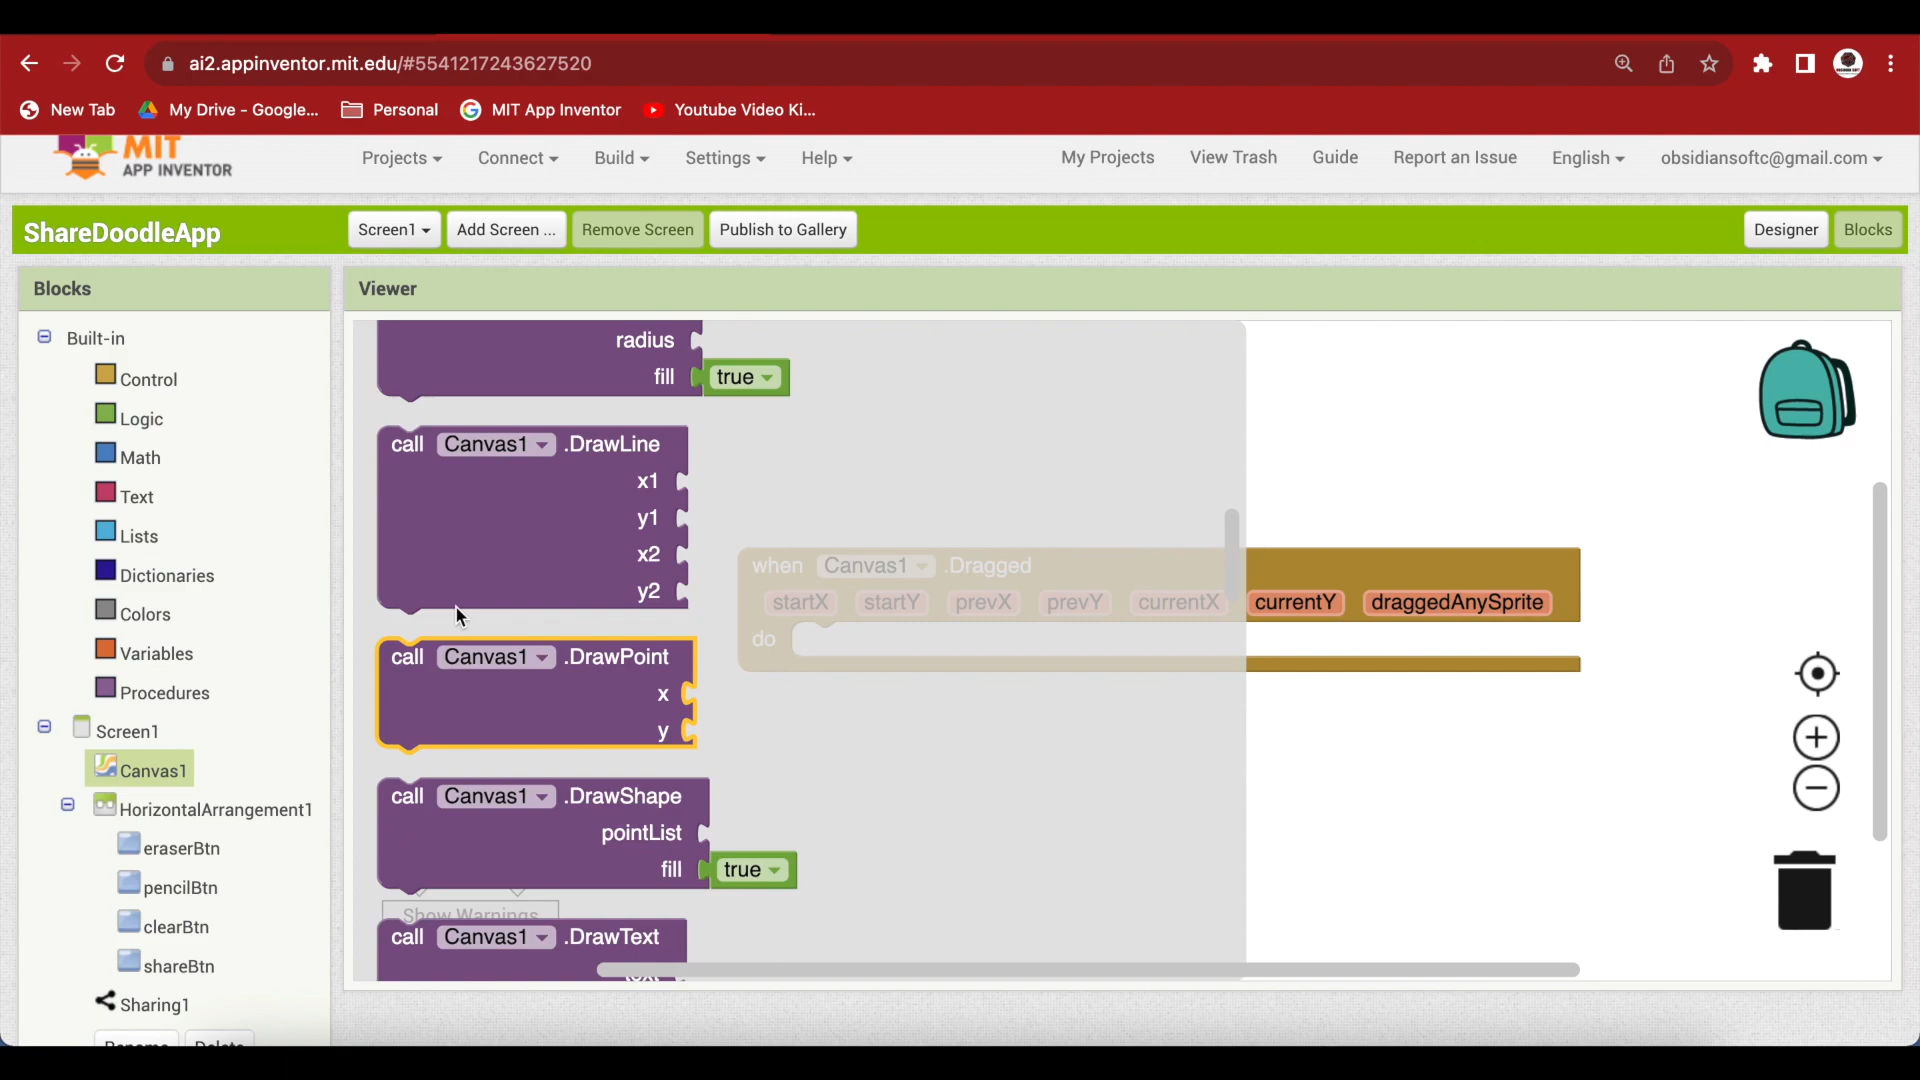 ai2.appinventor.mit.edu/#5541217243627520
New Tab My Drive - Google... Personal MIT App Inventor Youtube Video Ki...
MIT
APP INVENTOR
Projects Connect Build Settings Help My Projects View Trash Guide Report an Issue English obsidiansoftc@gmail.com
ShareDoodleApp Screen1 Add Screen ... Remove Screen Publish to Gallery Designer Blocks
Blocks
Viewer
Built-in
Control
Logic
Math
Text
Lists
Dictionaries
Colors
Variables
Procedures
Screen1
Canvas1
HorizontalArrangement1
eraserBtn
pencilBtn
clearBtn
shareBtn
Sharing1
Rename Delete
radius
fill true
call Canvas1 .DrawLine
x1
y1
x2
y2
call Canvas1 .DrawPoint
x
y
call Canvas1 .DrawShape
pointList
fill true
Show Warnings
call Canvas1 .DrawText
text
when Canvas1 .Dragged
startX startY prevX prevY currentX currentY draggedAnySprite
do